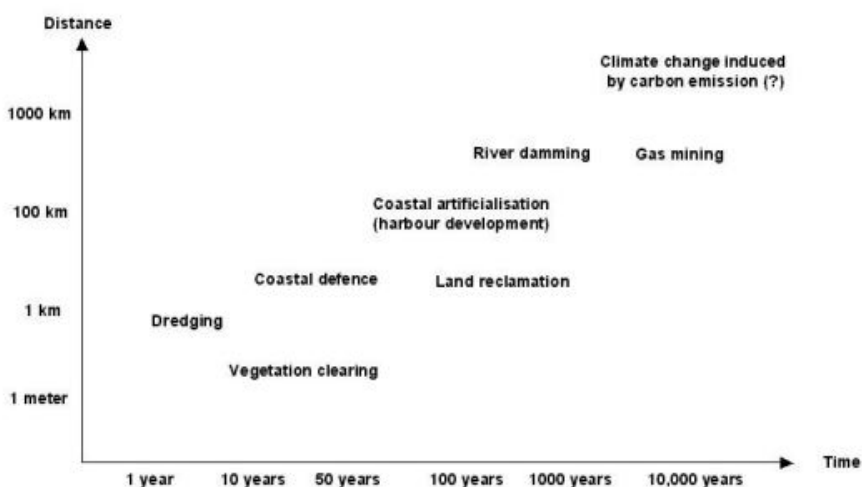 Distance
Climate change induced
by carbon emission (?)
1000 km
River damming
Gas mining
Coastal artificialisation
(harbour development)
100 km
Coastal defence
Land reclamation
1 km
Dredging
Vegetation clearing
1 meter
Time
1 year
10 years
50 years
100 years
1000 years
10,000 years